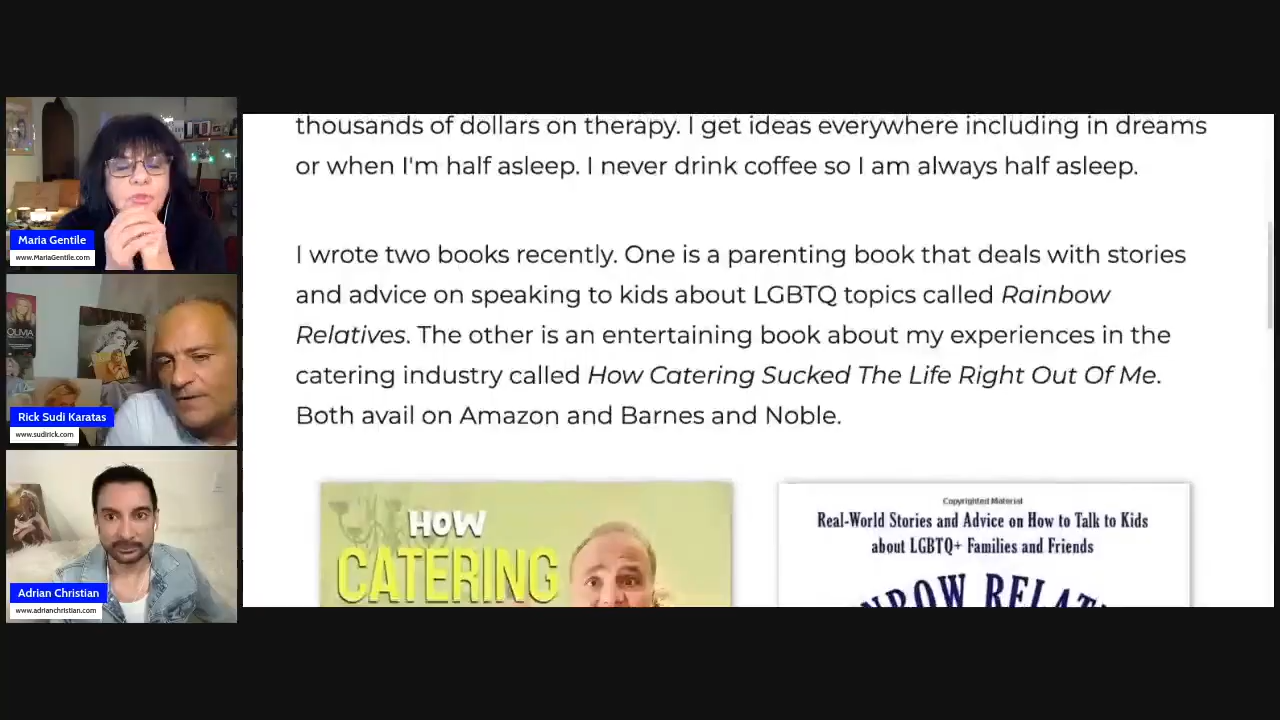 Maria Gentile
www.MariaGentile.com
Rick Sudi Karatas
www.sudirick.com
Adrian Christian
www.adrianchristian.com
thousands of dollars on therapy. I get ideas everywhere including in dreams
or when I'm half asleep. I never drink coffee so I am always half asleep.
I wrote two books recently. One is a parenting book that deals with stories
and advice on speaking to kids about LGBTQ topics called Rainbow
Relatives. The other is an entertaining book about my experiences in the
catering industry called How Catering Sucked The Life Right Out Of Me.
Both avail on Amazon and Barnes and Noble.
HOW
CATERING
Copyrighted Material
Real-World Stories and Advice on How to Talk to Kids
about LGBTQ+ Families and Friends